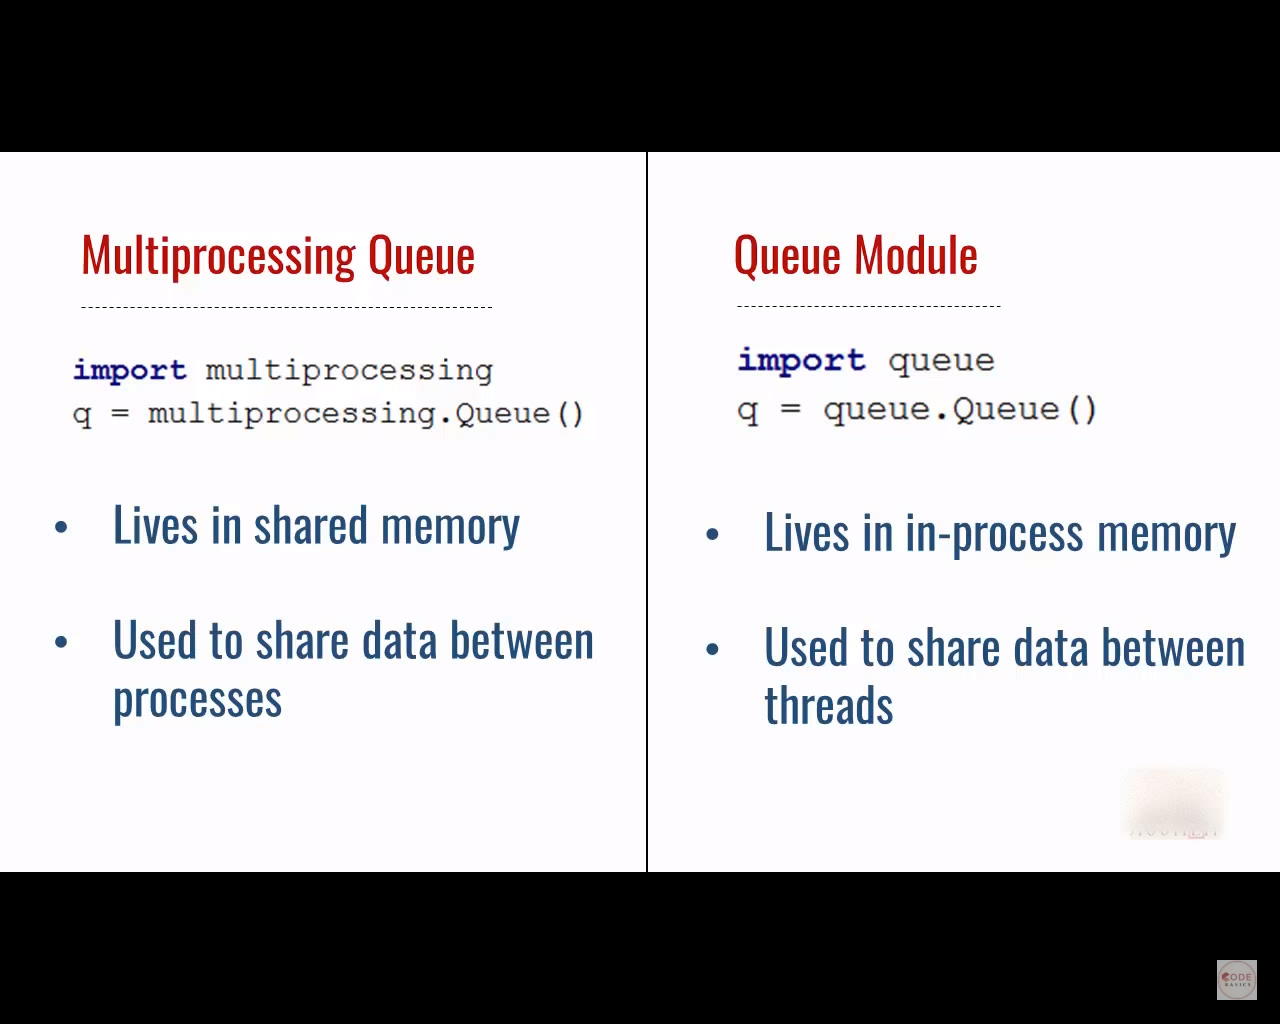 Multiprocessing Queue
import multiprocessing
q = multiprocessing.Queue()
• Lives in shared memory
• Used to share data between
processes
Queue Module
import queue
q = queue.Queue()
• Lives in in-process memory
• Used to share data between
threads
CODE
BASICS